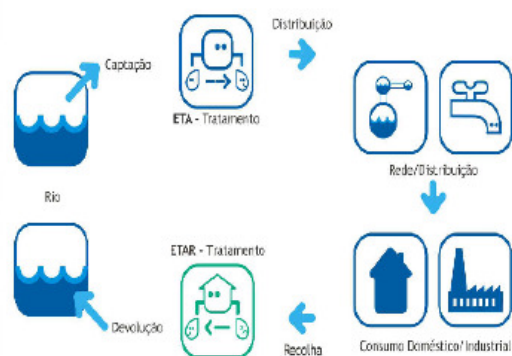 Distribuição
Captação
ETA - Tratamento
Rede/Distribuição
Rio
ETAR - Tratamento
Devolução
Recolha
Consumo Doméstico/Industrial